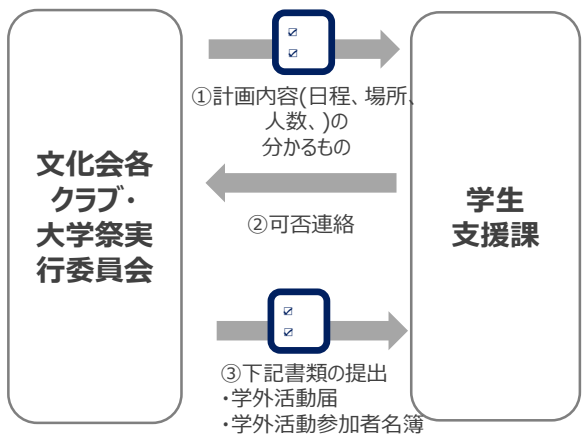 ①計画内容(日程、場所、
人数、)の
分かるもの
文化会各
クラブ・
大学祭実
行委員会
②可否連絡
学生
支援課
③下記書類の提出
・学外活動届
・学外活動参加者名簿